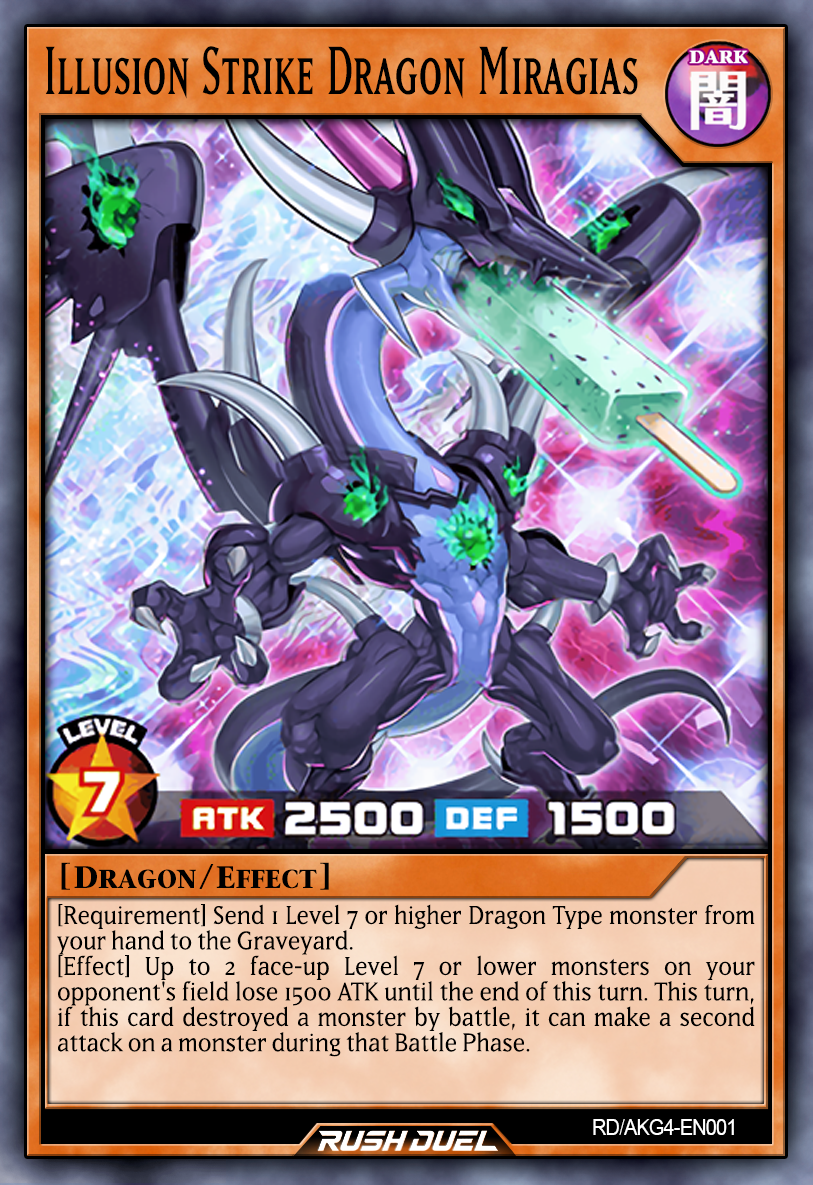 Illusion Strike Dragon Miragias
DARK
闇
LEVEL
7
ATK 2500 DEF 1500
[Dragon/Effect]
[Requirement] Send 1 Level 7 or higher Dragon Type monster from
your hand to the Graveyard.
[Effect] Up to 2 face-up Level 7 or lower monsters on your
opponent's field lose 1500 ATK until the end of this turn. This turn,
if this card destroyed a monster by battle, it can make a second
attack on a monster during that Battle Phase.
RUSH DUEL
RD/AKG4-EN001